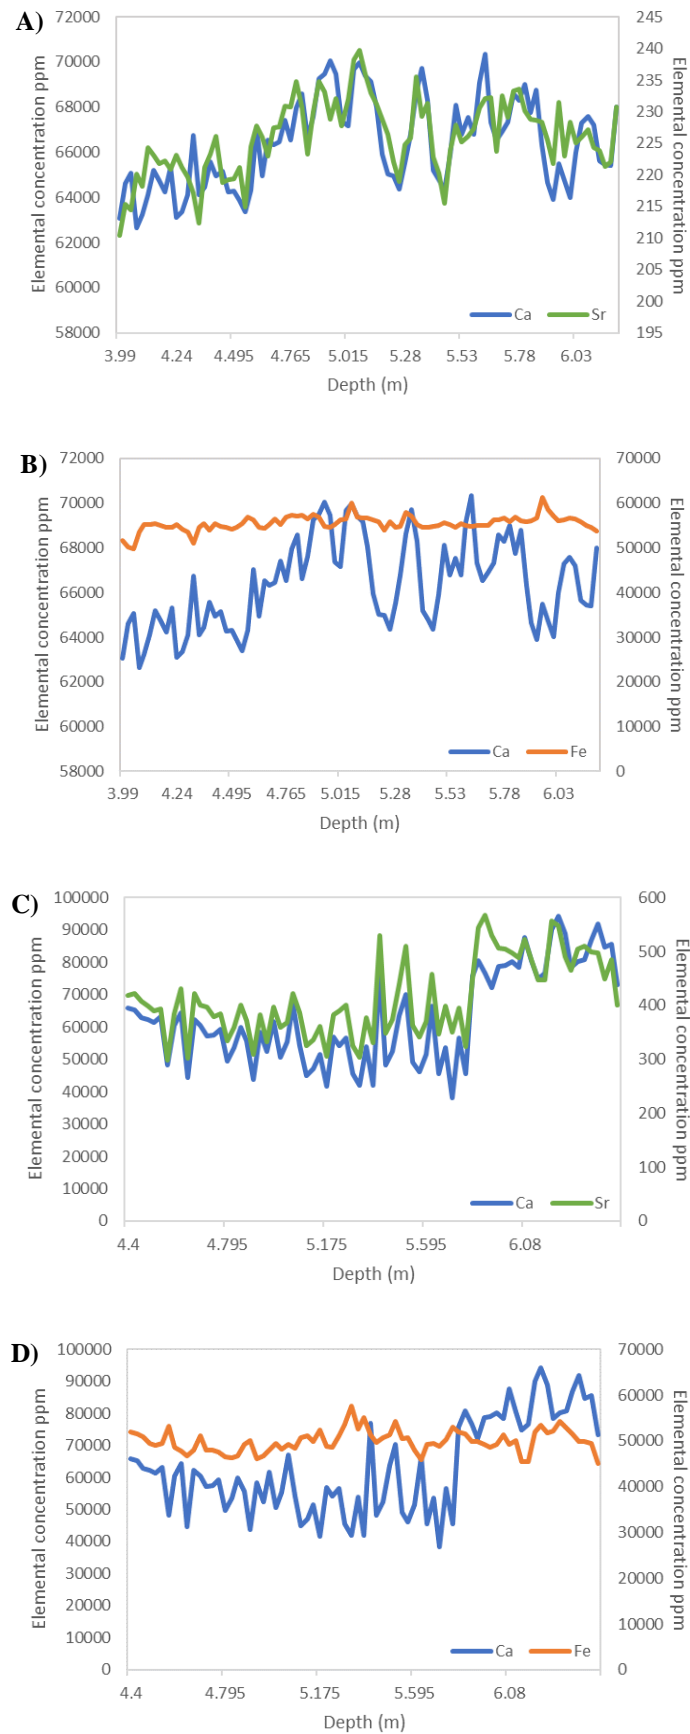 A)
72000
70000
68000
66000
64000
62000
60000
58000
Elemental concentration ppm
245
240
235
230
225
220
215
210
205
200
195
Elemental concentration ppm
Ca
Sr
3.99 4.24 4.495 4.765 5.015 5.28 5.53 5.78 6.03
Depth (m)
B)
72000
70000
68000
66000
64000
62000
60000
58000
Elemental concentration ppm
70000
60000
50000
40000
30000
20000
10000
0
Elemental concentration ppm
Ca
Fe
3.99 4.24 4.495 4.765 5.015 5.28 5.53 5.78 6.03
Depth (m)
C)
100000
90000
80000
70000
60000
50000
40000
30000
20000
10000
0
Elemental concentration ppm
600
500
400
300
200
100
0
Elemental concentration ppm
Ca
Sr
4.4 4.795 5.175 5.595 6.08
Depth (m)
D)
100000
90000
80000
70000
60000
50000
40000
30000
20000
10000
0
Elemental concentration ppm
70000
60000
50000
40000
30000
20000
10000
0
Elemental concentration ppm
Ca
Fe
4.4 4.795 5.175 5.595 6.08
Depth (m)